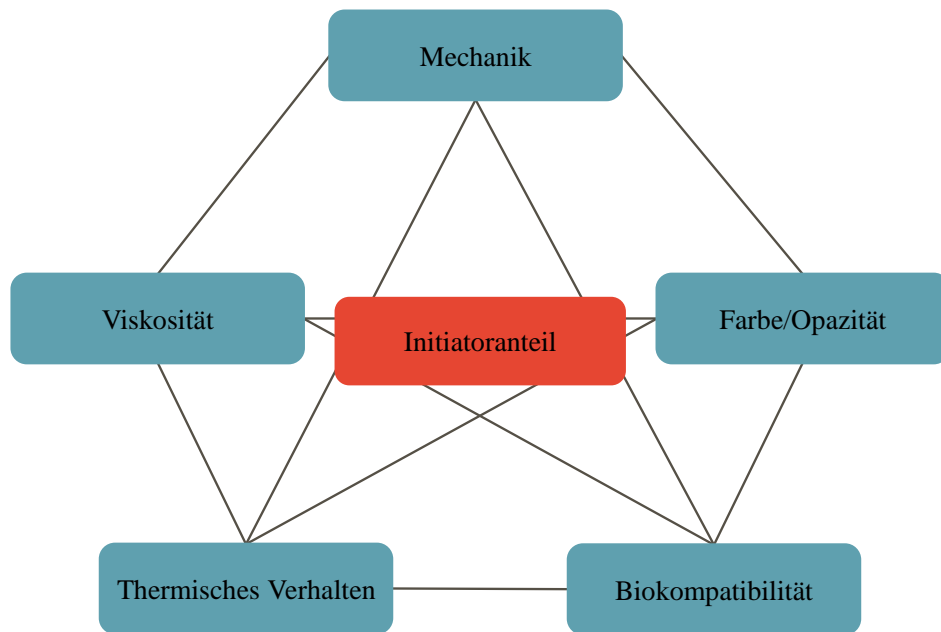 Mechanik
Viskosität
Initiatoranteil
Farbe/Opazität
Thermisches Verhalten
Biokompatibilität